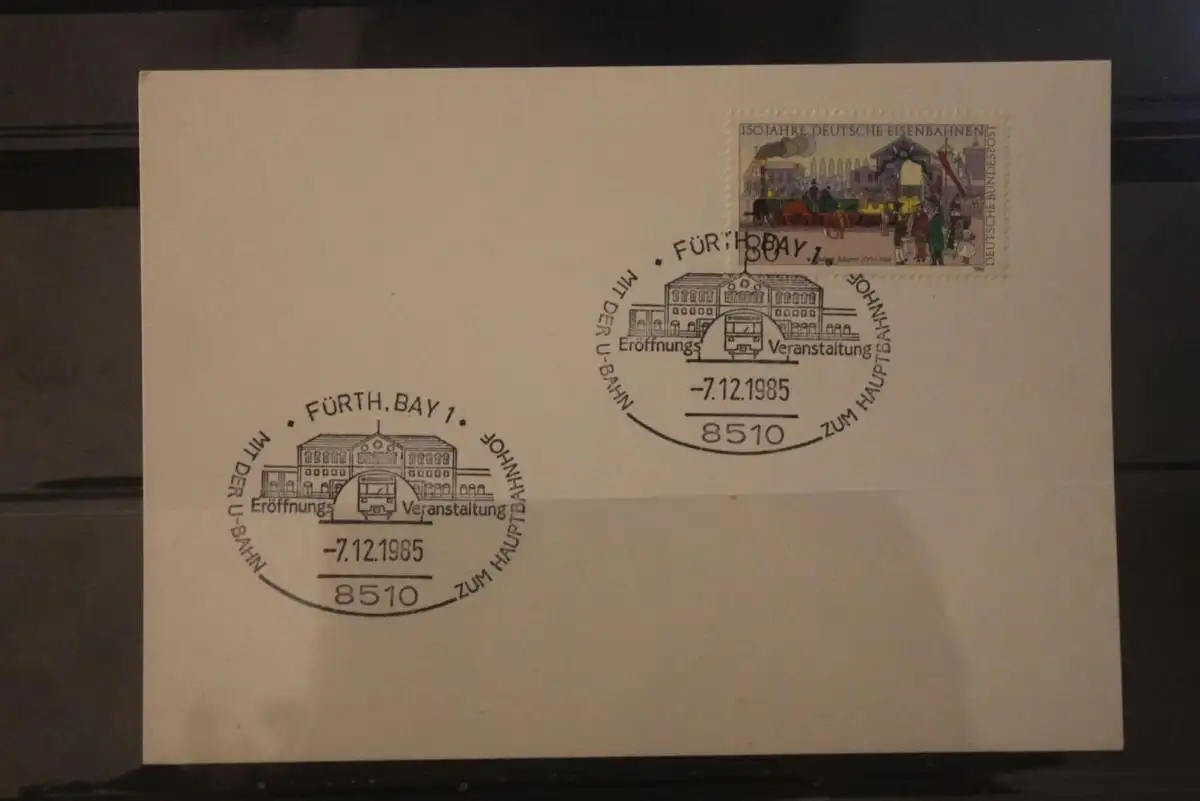 150 JAHRE DEUTSCHE EISENBAHNEN
DEUTSCHE BUNDESPOST
80
• FÜRTH, BAY 1 •
MIT DER U-BAHN
ZUM HAUPTBAHNHOF
Eröffnungs Veranstaltung
-7.12.1985
8510
• FÜRTH, BAY 1 •
MIT DER U-BAHN
ZUM HAUPTBAHNHOF
Eröffnungs Veranstaltung
-7.12.1985
8510